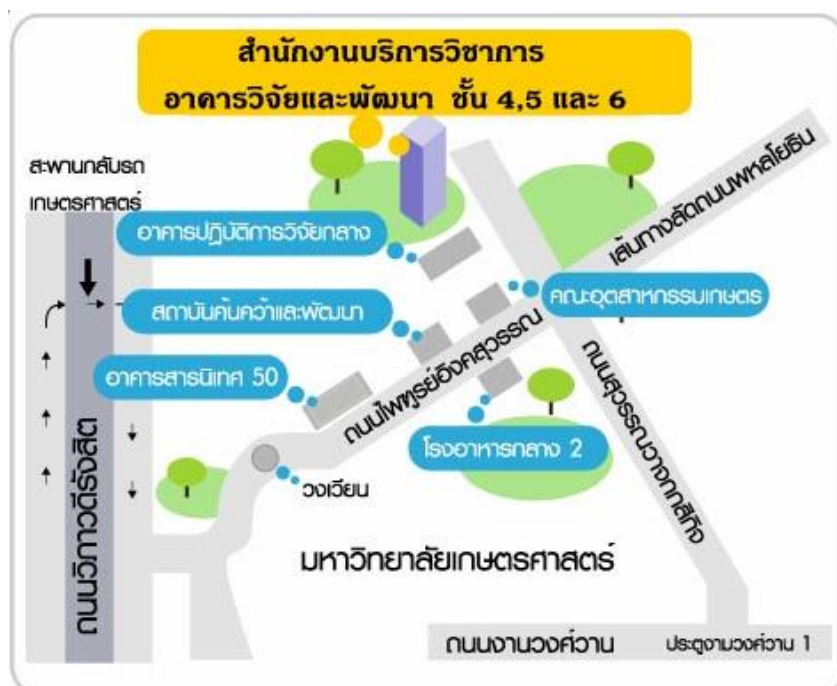 สำนักงานบริการวิชาการ
อาคารวิจัยและพัฒนา ชั้น 4,5 และ 6
สะพานกลับรถ
เกษตรศาสตร์
อาคารปฏิบัติการวิจัยกลาง
เส้นทางลัดถนนพหลโยธิน
คณะอุตสาหกรรมเกษตร
สถาบันค้นคว้าและพัฒนา
อาคารสารนิเทศ 50
ถนนไพฑูรย์อิงคสุวรรณ
โรงอาหารกลาง 2
วงเวียน
ถนนสุวรรณวาจกกสิกิจ
ถนนวิภาวดีรังสิต
มหาวิทยาลัยเกษตรศาสตร์
ถนนงานวงศ์วาน
ประตูงามวงศ์วาน 1